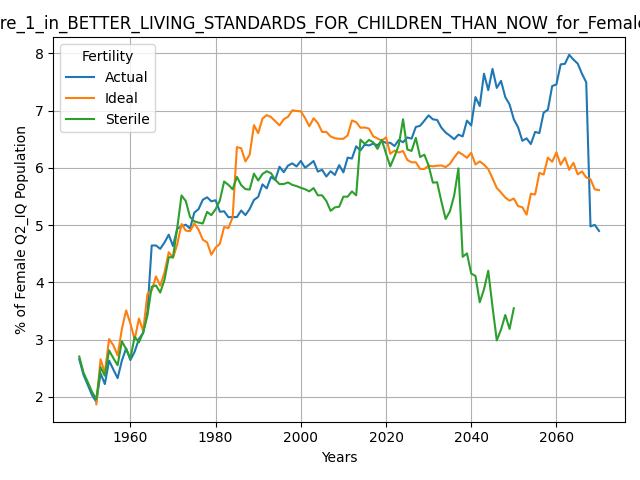 re_1_in_BETTER_LIVING_STANDARDS_FOR_CHILDREN_THAN_NOW_for_Female
% of Female Q2_IQ Population
8
7
6
5
4
3
2
Fertility
Actual
Ideal
Sterile
1960 1980 2000 2020 2040 2060
Years